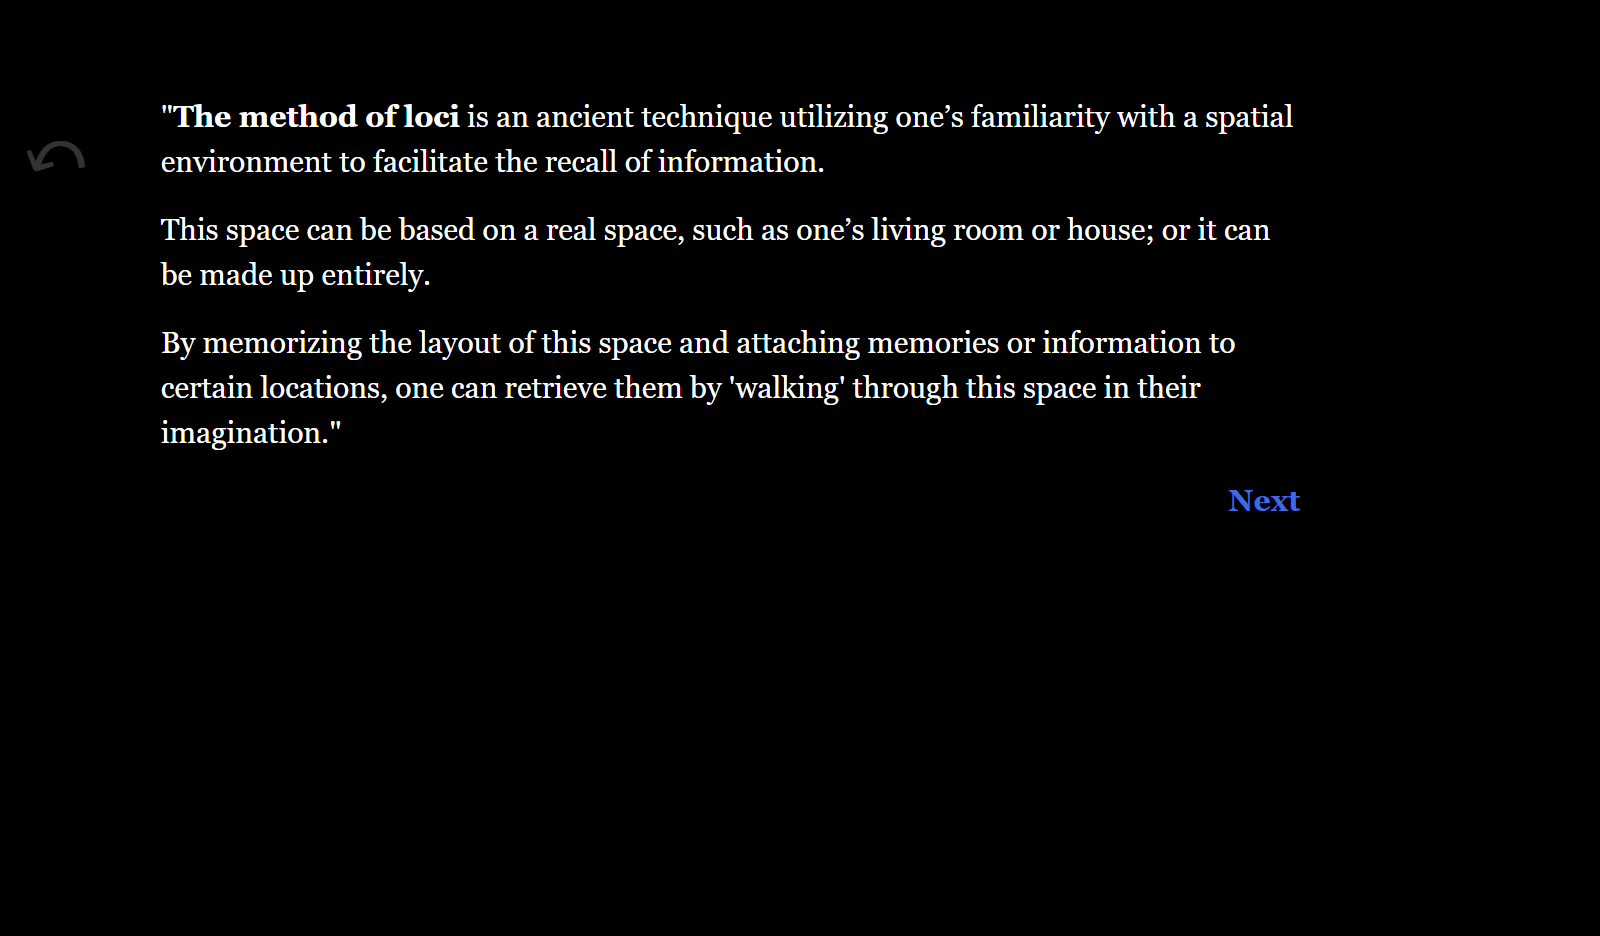 "The method of loci is an ancient technique utilizing one’s familiarity with a spatial
environment to facilitate the recall of information.
This space can be based on a real space, such as one’s living room or house; or it can
be made up entirely.
By memorizing the layout of this space and attaching memories or information to
certain locations, one can retrieve them by 'walking' through this space in their
imagination."
Next